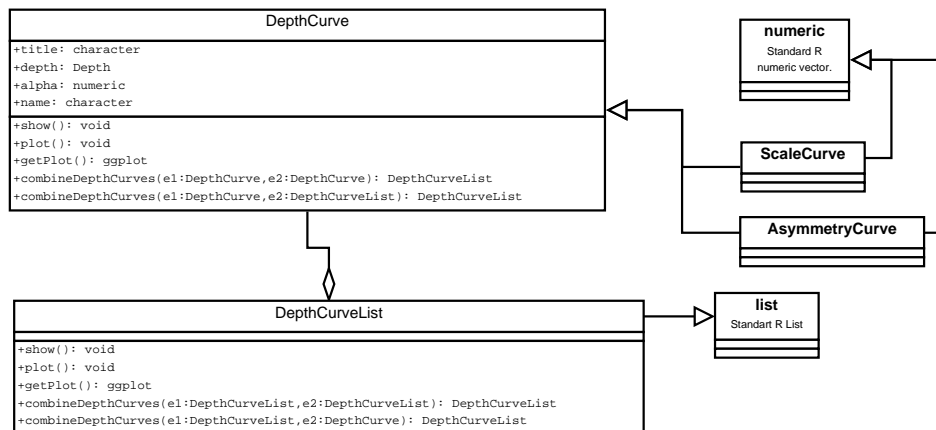 DepthCurve
+title: character
+depth: Depth
+alpha: numeric
+name: character
+show(): void
+plot(): void
+getPlot(): ggplot
+combineDepthCurves(e1:DepthCurve,e2:DepthCurve): DepthCurveList
+combineDepthCurves(e1:DepthCurve,e2:DepthCurveList): DepthCurveList
numeric
Standard R
numeric vector.
ScaleCurve
AsymmetryCurve
DepthCurveList
+show(): void
+plot(): void
+getPlot(): ggplot
+combineDepthCurves(e1:DepthCurveList,e2:DepthCurveList): DepthCurveList
+combineDepthCurves(e1:DepthCurveList,e2:DepthCurve): DepthCurveList
list
Standart R List